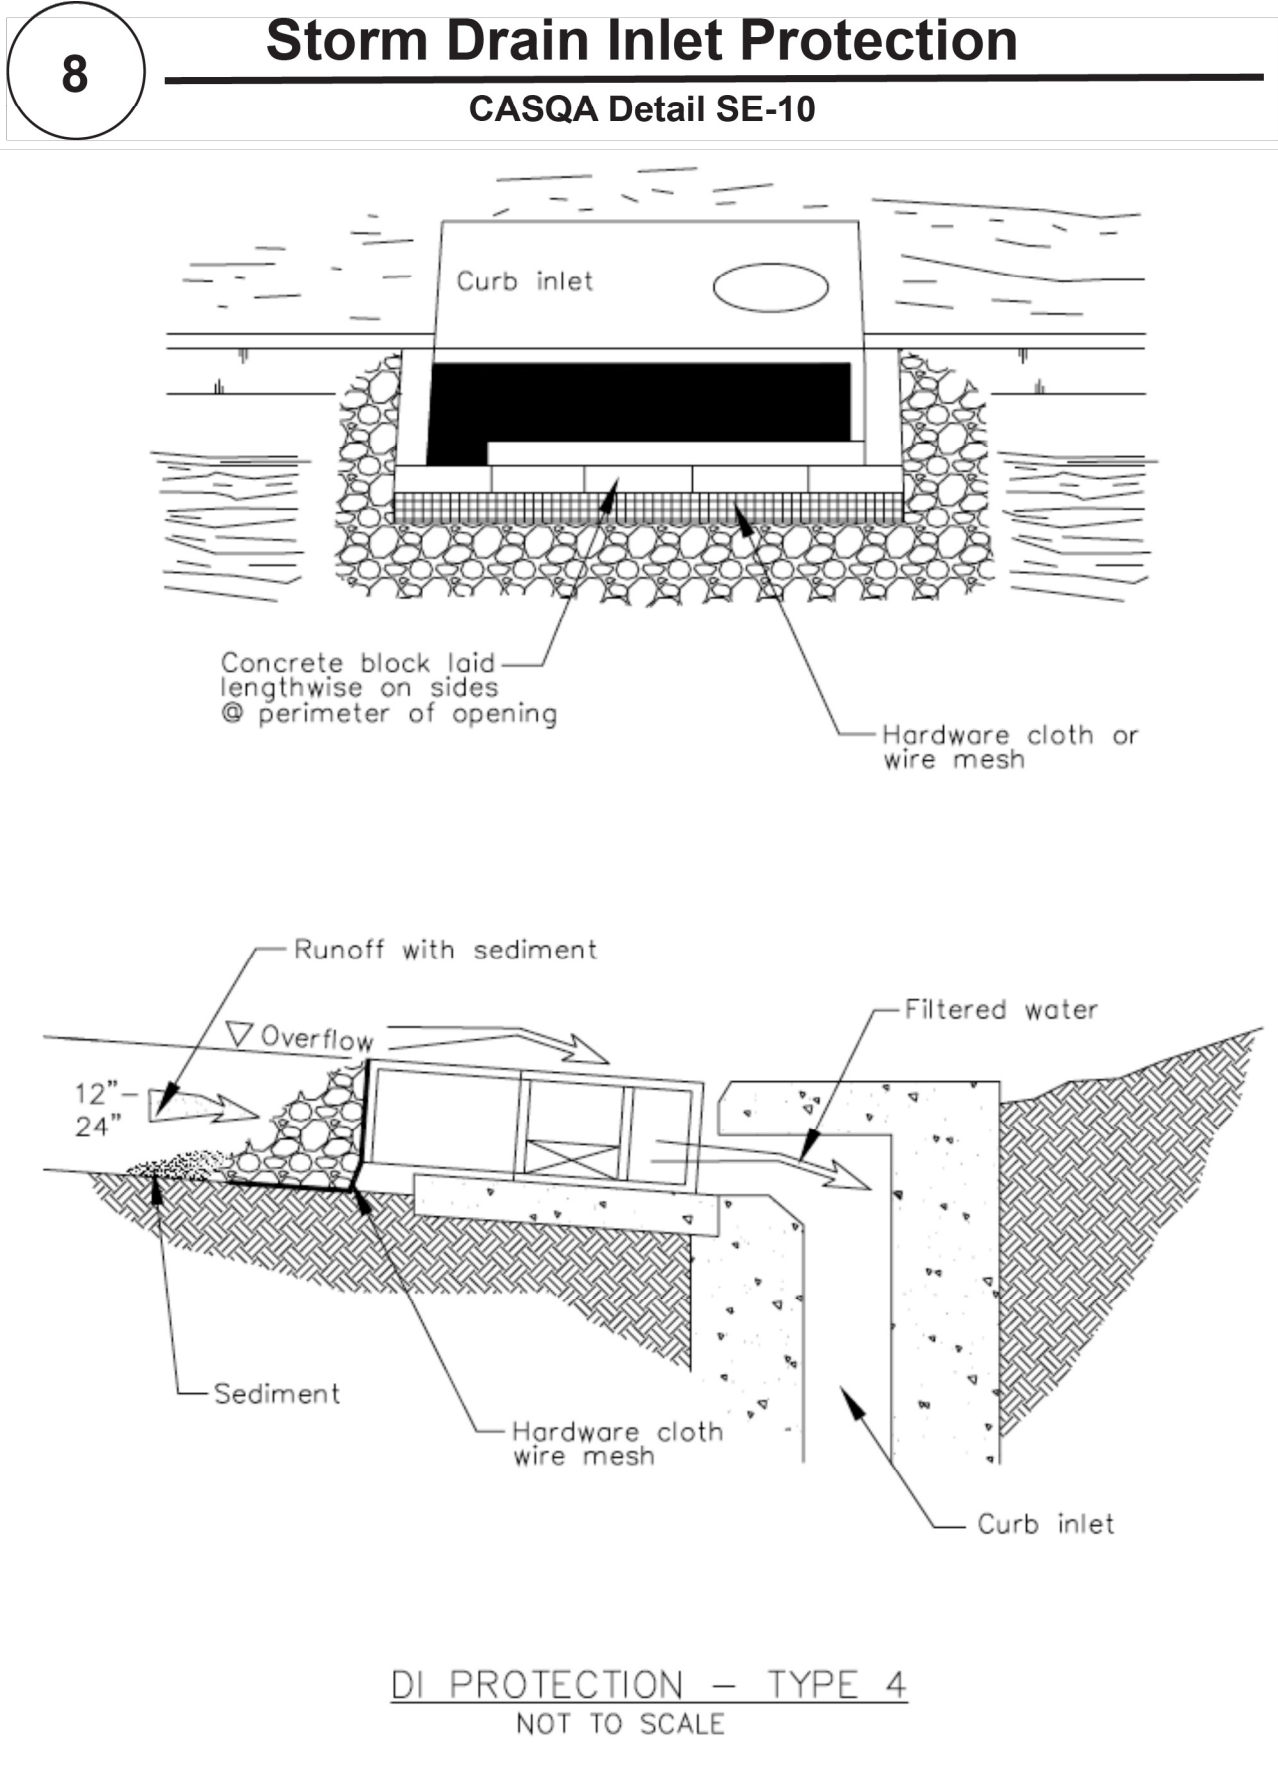 8
Storm Drain Inlet Protection
CASQA Detail SE-10
Curb inlet
Concrete block laid
lengthwise on sides
@ perimeter of opening
Hardware cloth or
wire mesh
Runoff with sediment
Overflow
Filtered water
12"-
24"
Sediment
Hardware cloth
wire mesh
Curb inlet
DI PROTECTION - TYPE 4
NOT TO SCALE